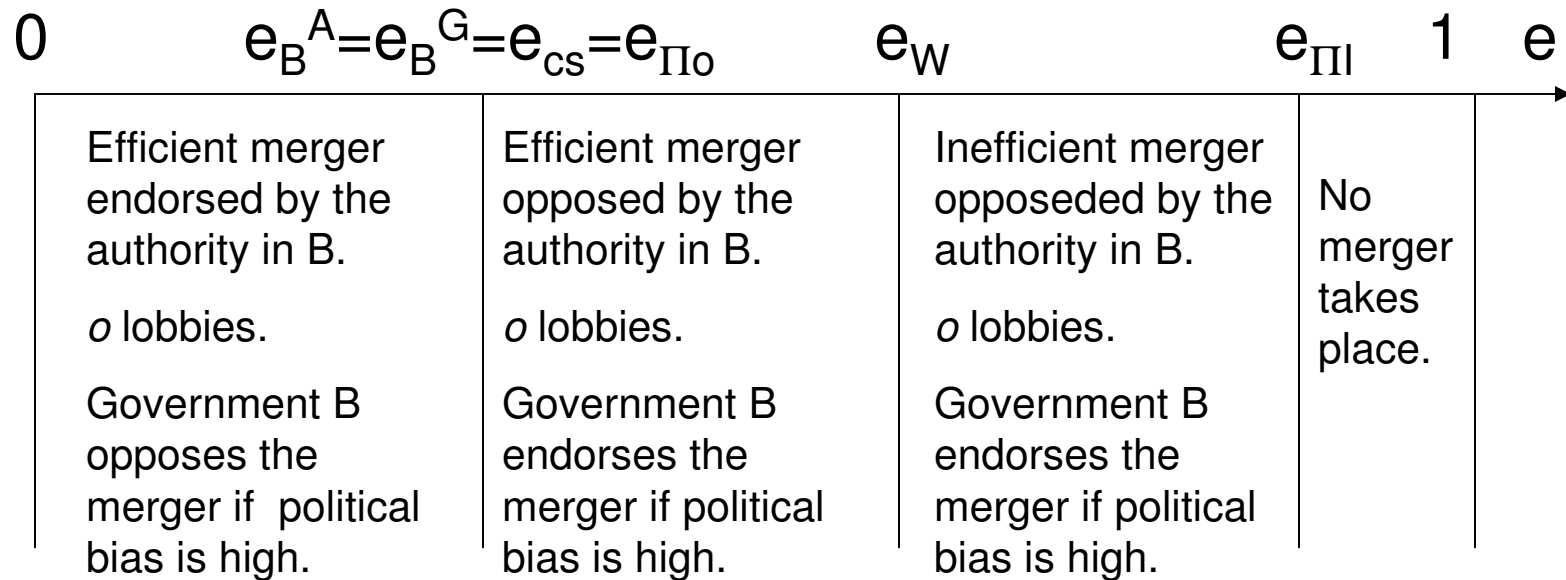 0 e_B^A=e_B^G=e_cs=e_Πo e_W e_Πl 1 e
Efficient merger
endorsed by the
authority in B.
o lobbies.
Government B
opposes the
merger if political
bias is high.
Efficient merger
opposed by the
authority in B.
o lobbies.
Government B
endorses the
merger if political
bias is high.
Inefficient merger
opposeded by the
authority in B.
o lobbies.
Government B
endorses the
merger if political
bias is high.
No
merger
takes
place.